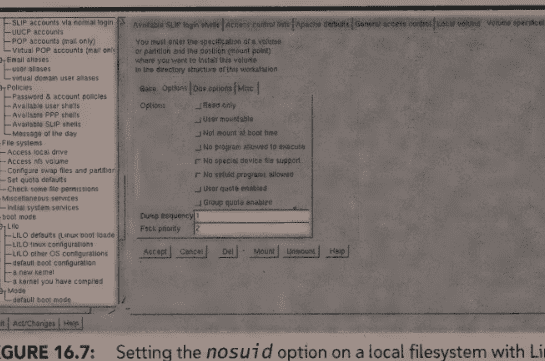 SLIP accounts via normal login
UUCP accounts
POP accounts (mail only)
Virtual POP accounts (mail only)
Email aliases
user aliases
virtual domain user aliases
Policies
Password & account policies
Available user shells
Available PPP shells
Available SLIP shells
Message of the day
File systems
Access local drive
Access nfs volume
Configure swap files and partition
Set quota defaults
Check some file permissions
Miscellaneous services
Initial system services
boot mode
Lilo
LILO defaults (Linux boot loade
LILO linux configurations
LILO other OS configurations
default boot configuration
a new kernel
a kernel you have compiled
Mode
default boot mode
Act/Changes Help
Available SLIP login shells Access control lists Apache defaults General access control Local volume Volume specificat
You must enter the specification of a volume
or partition and the partition (mount point)
where you want to install this volume
in the directory structure of this workstation
Base Options Dos options Misc.
Options Read only
User mountable
Not mount at boot time
No program allowed to execute
No special device file support
No setuid programs allowed
User quota enabled
Group quota enabled
Dump frequency 1
Fsck priority 2
Accept Cancel Del Mount Unmount Help
GURE 16.7: Setting the nosuid option on a local filesystem with Lin